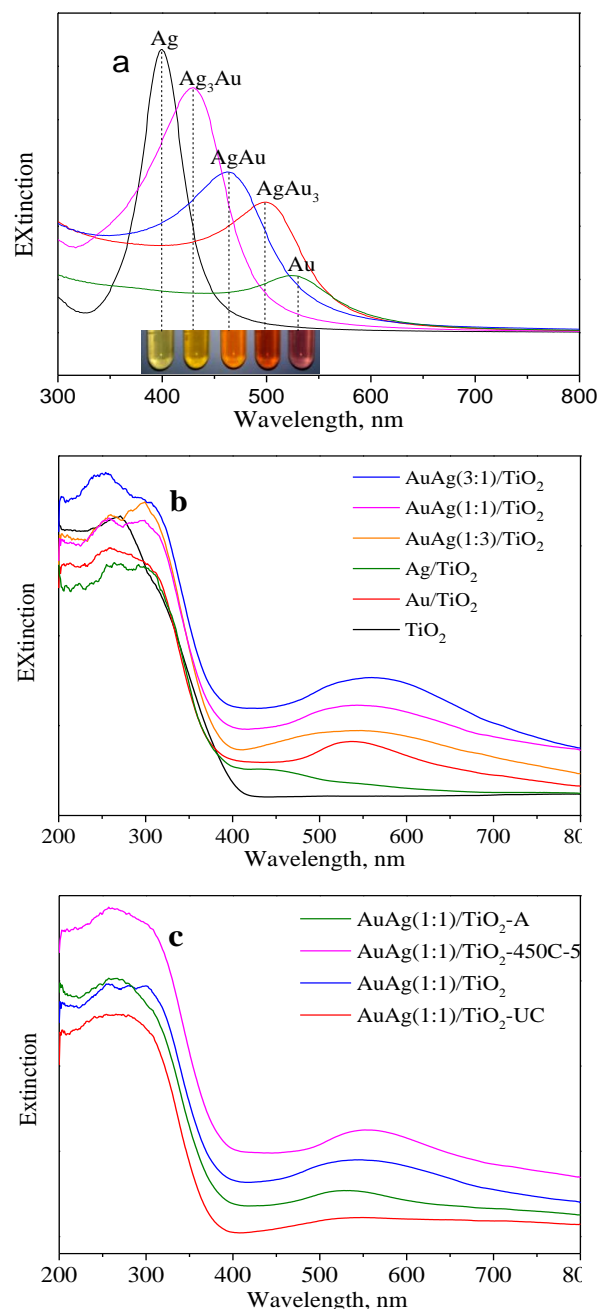 a
Ag
Ag₃Au
AgAu
AgAu₃
Au
EXtinction
300 400 500 600 700 800
Wavelength, nm
b
AuAg(3:1)/TiO₂
AuAg(1:1)/TiO₂
AuAg(1:3)/TiO₂
Ag/TiO₂
Au/TiO₂
TiO₂
EXtinction
200 300 400 500 600 700 80
Wavelength, nm
c
AuAg(1:1)/TiO₂-A
AuAg(1:1)/TiO₂-450C-5
AuAg(1:1)/TiO₂
AuAg(1:1)/TiO₂-UC
Extinction
200 300 400 500 600 700 800
Wavelength, nm